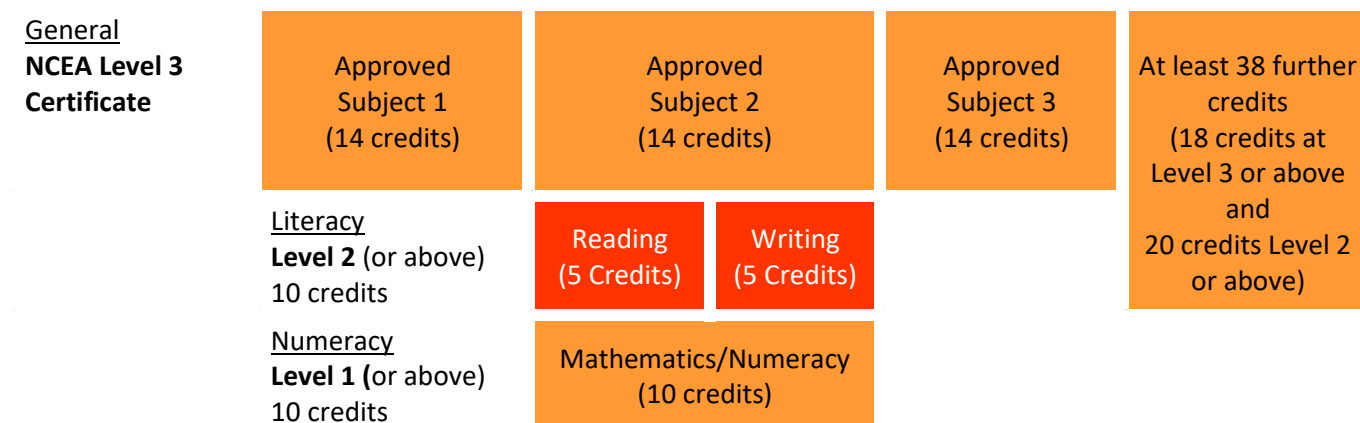 General
NCEA Level 3
Certificate
Approved
Subject 1
(14 credits)
Approved
Subject 2
(14 credits)
Approved
Subject 3
(14 credits)
At least 38 further
credits
(18 credits at
Level 3 or above
and
20 credits Level 2
or above)
Literacy
Level 2 (or above)
10 credits
Reading
(5 Credits)
Writing
(5 Credits)
Numeracy
Level 1 (or above)
10 credits
Mathematics/Numeracy
(10 credits)